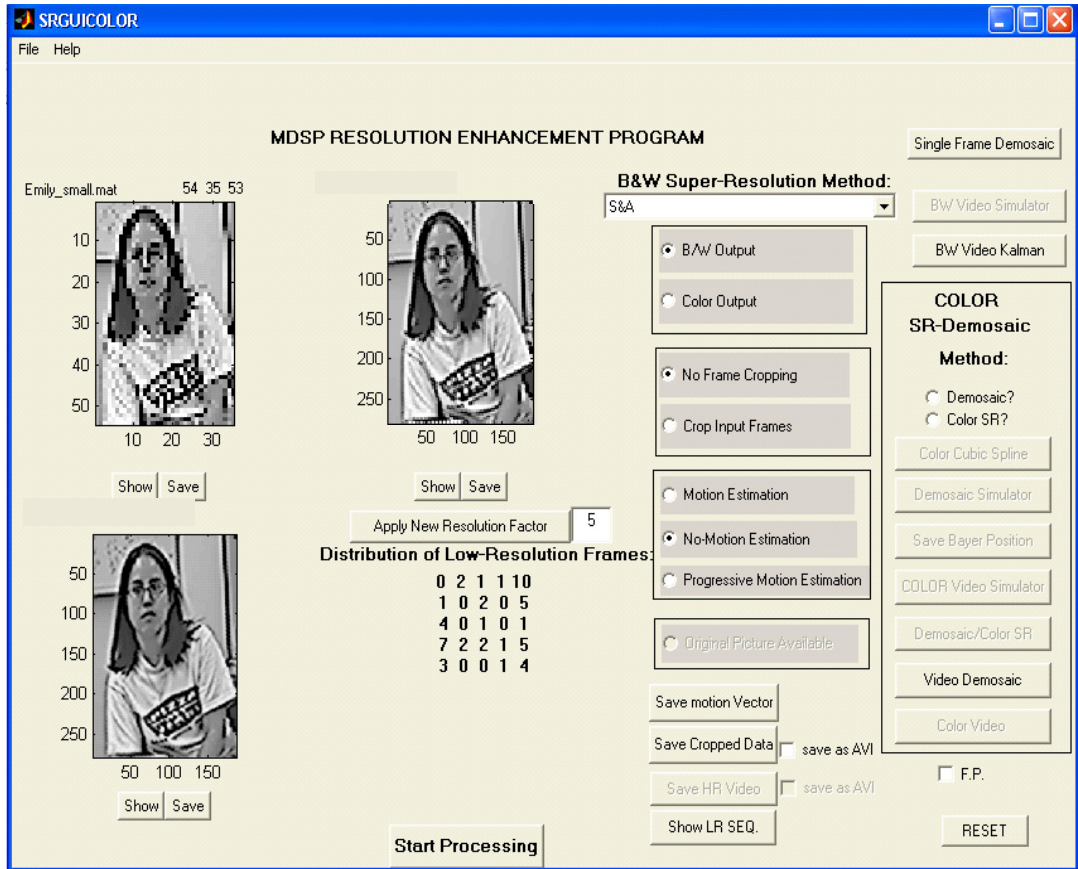 SRGUICOLOR
File Help
MDSP RESOLUTION ENHANCEMENT PROGRAM
Single Frame Demosaic
Emily_small.mat 54 35 53
10
20
30
40
50
10 20 30
Show Save
50
100
150
200
250
50 100 150
Show Save
Apply New Resolution Factor 5
Distribution of Low-Resolution Frames:
0 2 1 1 10
1 0 2 0 5
4 0 1 0 1
7 2 2 1 5
3 0 0 1 4
50
100
150
200
250
50 100 150
Show Save
Start Processing
B&W Super-Resolution Method:
S&A
B/W Output
Color Output
No Frame Cropping
Crop Input Frames
Motion Estimation
No-Motion Estimation
Progressive Motion Estimation
Original Picture Available
Save motion Vector
Save Cropped Data save as AVI
Save HR Video save as AVI
Show LR SEQ.
BW Video Simulator
BW Video Kalman
COLOR
SR-Demosaic
Method:
Demosaic?
Color SR?
Color Cubic Spline
Demosaic Simulator
Save Bayer Position
COLOR Video Simulator
Demosaic/Color SR
Video Demosaic
Color Video
F.P.
RESET